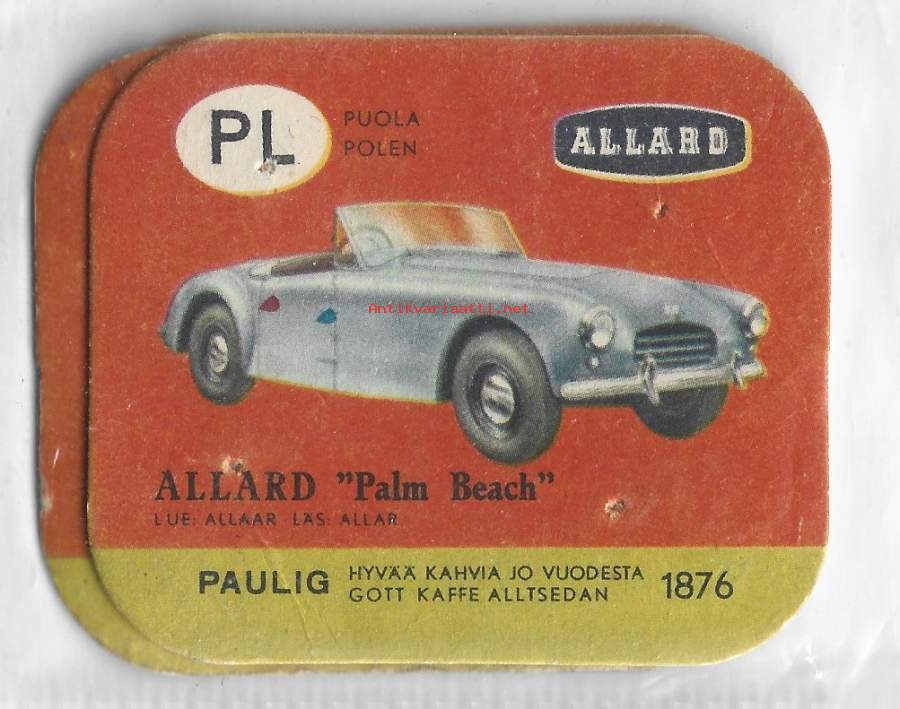 PL
PUOLA
POLEN
ALLARD
Antikvariaatti.net
ALLARD "Palm Beach"
LUE: ALLAAR LÄS: ALLAR
PAULIG
HYVÄÄ KAHVIA JO VUODESTA
GOTT KAFFE ALLTSEDAN
1876